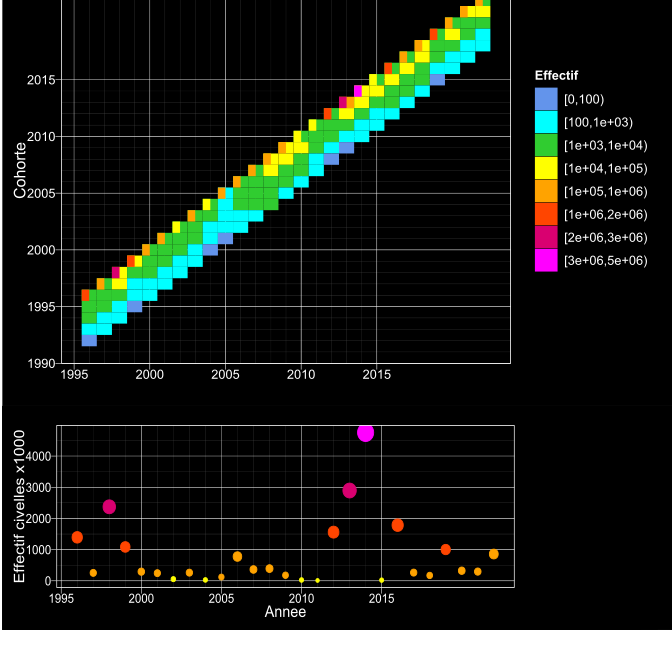 2015
2010
2005
2000
1995
1990
Cohorte
1995 2000 2005 2010 2015
Effectif
[0,100)
[100,1e+03)
[1e+03,1e+04)
[1e+04,1e+05)
[1e+05,1e+06)
[1e+06,2e+06)
[2e+06,3e+06)
[3e+06,5e+06)
Effectif civelles x1000
4000
3000
2000
1000
0
1995 2000 2005 2010 2015
Annee